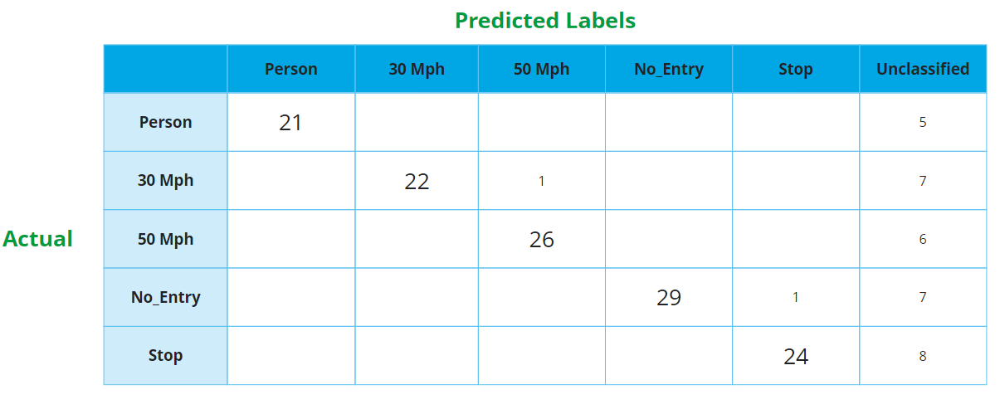 Predicted Labels
Person 30 Mph 50 Mph No_Entry Stop Unclassified
Person 21 5
30 Mph 22 1 7
Actual
50 Mph 26 6
No_Entry 29 1 7
Stop 24 8